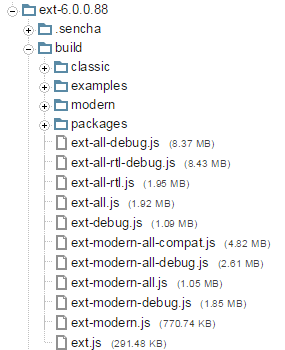 ext-6.0.0.88
.sencha
build
classic
examples
modern
packages
ext-all-debug.js (8.37 MB)
ext-all-rtl-debug.js (8.43 MB)
ext-all-rtl.js (1.95 MB)
ext-all.js (1.92 MB)
ext-debug.js (1.09 MB)
ext-modern-all-compat.js (4.82 MB)
ext-modern-all-debug.js (2.61 MB)
ext-modern-all.js (1.05 MB)
ext-modern-debug.js (1.85 MB)
ext-modern.js (770.74 KB)
ext.js (291.48 KB)